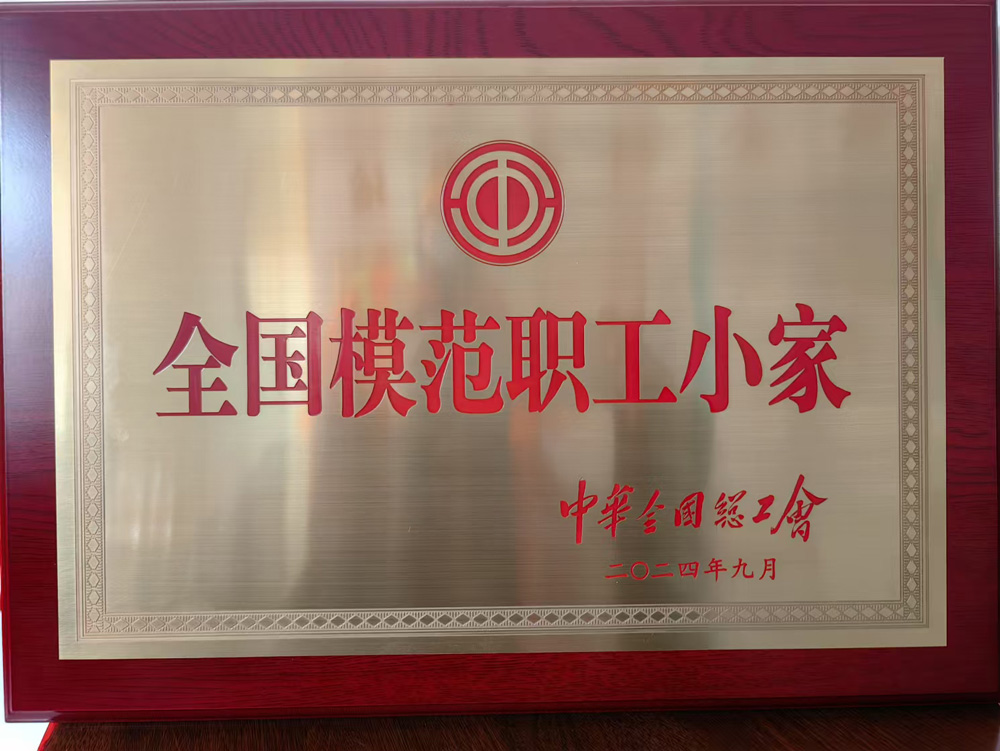 全国模范职工小家
中華全國総工會
二〇二四年九月